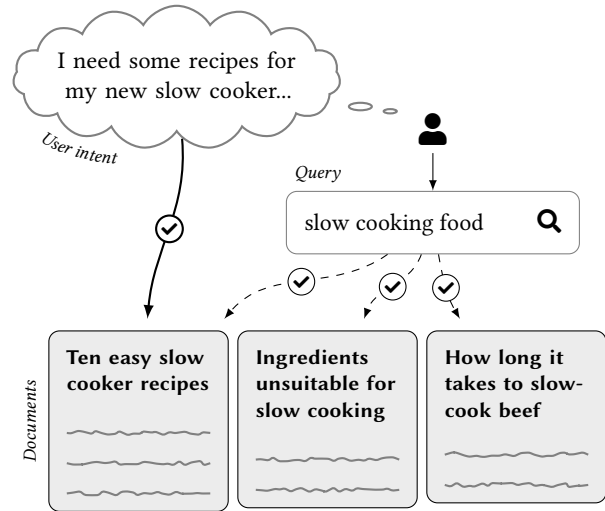 I need some recipes for
my new slow cooker...
User intent
Query
slow cooking food
Documents
Ten easy slow
cooker recipes
Ingredients
unsuitable for
slow cooking
How long it
takes to slow-
cook beef